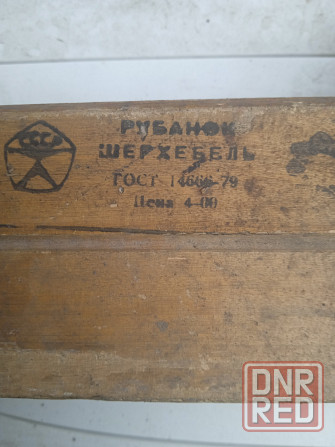 СССР
РУБАНОК
ШЕРХЕБЕЛЬ
ГОСТ 14666-79
Цена 4-00
DNR
RED